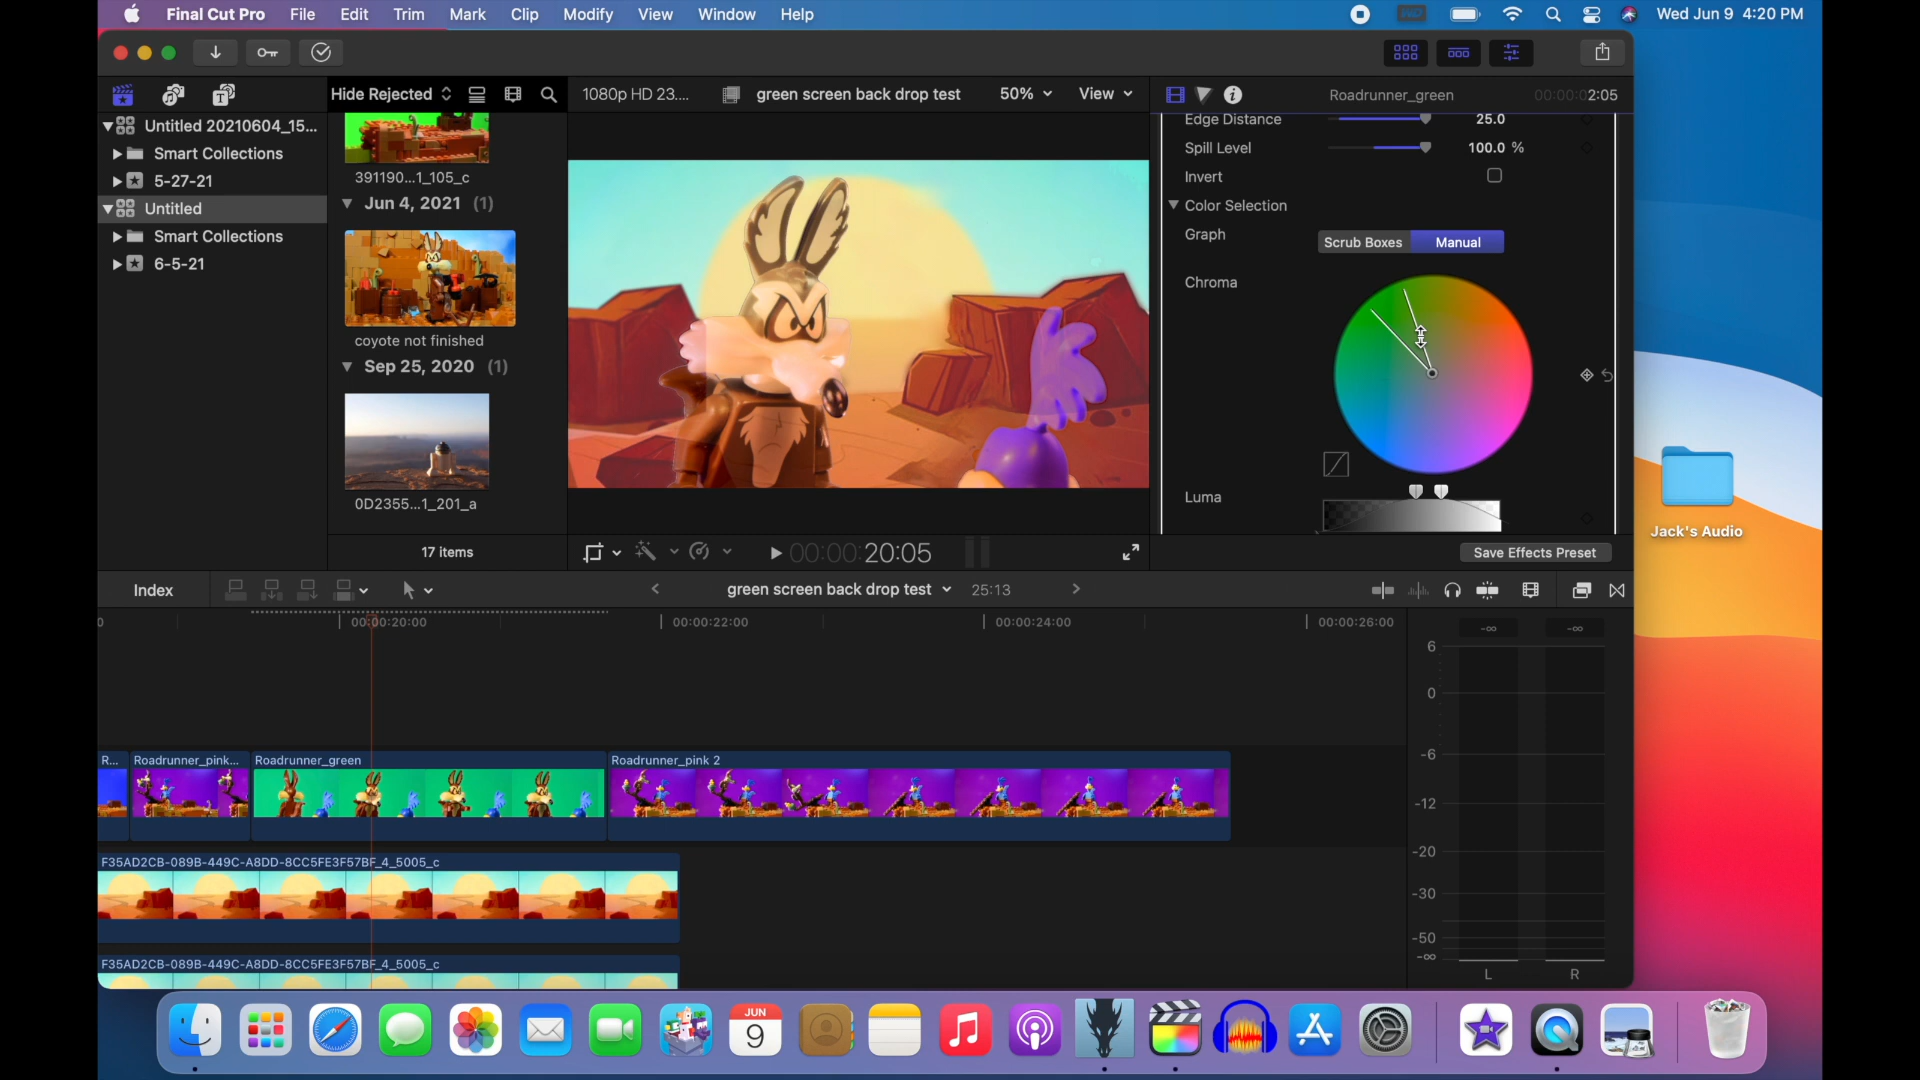 Final Cut Pro File Edit Trim Mark Clip Modify View Window Help Wed Jun 9 4:20 PM
Hide Rejected 1080p HD 23.... green screen back drop test 50% View Roadrunner_green 00:00:02:05
Untitled 20210604_15...
Smart Collections
5-27-21
Untitled
Smart Collections
6-5-21
391190...1_105_c
Jun 4, 2021 (1)
coyote not finished
Sep 25, 2020 (1)
0D2355...1_201_a
17 items
00:00:00:20:05
Edge Distance 25.0
Spill Level 100.0 %
Invert
Color Selection
Graph Scrub Boxes Manual
Chroma
Luma
Save Effects Preset
Jack's Audio
Index green screen back drop test 25:13
00:00:20:00 00:00:22:00 00:00:24:00 00:00:26:00
R... Roadrunner_pink... Roadrunner_green Roadrunner_pink 2
F35AD2CB-089B-449C-A8DD-8CC5FE3F57BF_4_5005_c
F35AD2CB-089B-449C-A8DD-8CC5FE3F57BF_4_5005_c
-∞ -∞
6
0
-6
-12
-20
-30
-50
-∞
L R
JUN
9